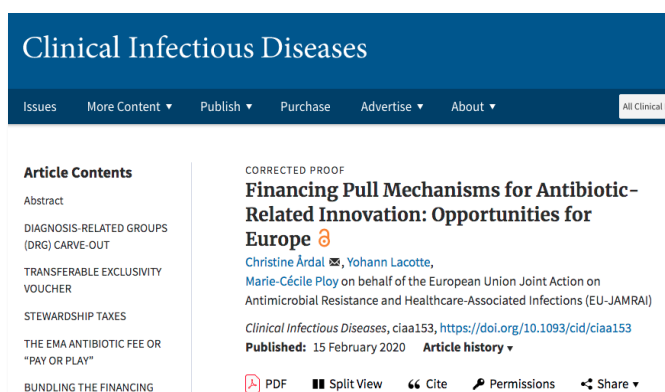 Clinical Infectious Diseases
Issues More Content ▼ Publish ▼ Purchase Advertise ▼ About ▼ All Clinical
Article Contents
Abstract
DIAGNOSIS-RELATED GROUPS
(DRG) CARVE-OUT
TRANSFERABLE EXCLUSIVITY
VOUCHER
STEWARDSHIP TAXES
THE EMA ANTIBIOTIC FEE OR
"PAY OR PLAY"
BUNDLING THE FINANCING
CORRECTED PROOF
Financing Pull Mechanisms for Antibiotic-
Related Innovation: Opportunities for
Europe
Christine Årdal, Yohann Lacotte,
Marie-Cécile Ploy on behalf of the European Union Joint Action on
Antimicrobial Resistance and Healthcare-Associated Infections (EU-JAMRAI)
Clinical Infectious Diseases, ciaa153, https://doi.org/10.1093/cid/ciaa153
Published: 15 February 2020 Article history ▼
PDF Split View Cite Permissions Share ▼